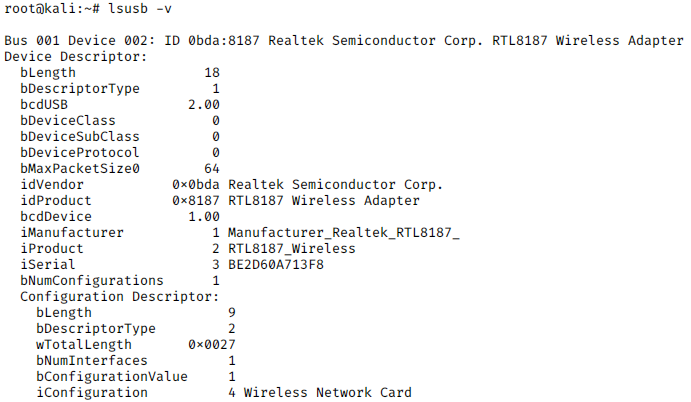 root@kali:~# lsusb -v
Bus 001 Device 002: ID 0bda:8187 Realtek Semiconductor Corp. RTL8187 Wireless Adapter
Device Descriptor:
  bLength                18
  bDescriptorType         1
  bcdUSB               2.00
  bDeviceClass            0
  bDeviceSubClass         0
  bDeviceProtocol         0
  bMaxPacketSize0        64
  idVendor           0x0bda Realtek Semiconductor Corp.
  idProduct          0x8187 RTL8187 Wireless Adapter
  bcdDevice            1.00
  iManufacturer           1 Manufacturer_Realtek_RTL8187_
  iProduct                2 RTL8187_Wireless
  iSerial                 3 BE2D60A713F8
  bNumConfigurations      1
  Configuration Descriptor:
    bLength                 9
    bDescriptorType         2
    wTotalLength       0x0027
    bNumInterfaces          1
    bConfigurationValue     1
    iConfiguration          4 Wireless Network Card